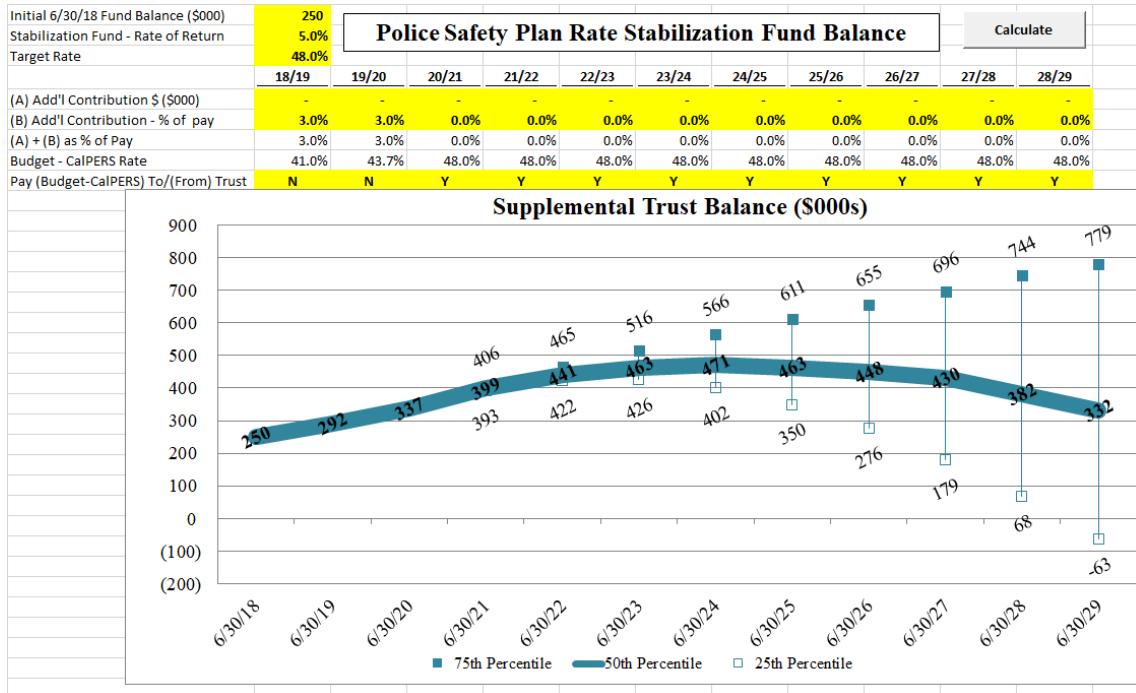 Initial 6/30/18 Fund Balance ($000) 250
Stabilization Fund - Rate of Return 5.0%
Target Rate 48.0%
Police Safety Plan Rate Stabilization Fund Balance
Calculate
18/19 19/20 20/21 21/22 22/23 23/24 24/25 25/26 26/27 27/28 28/29
(A) Add'l Contribution $ ($000) - - - - - - - - - - -
(B) Add'l Contribution - % of pay 3.0% 3.0% 0.0% 0.0% 0.0% 0.0% 0.0% 0.0% 0.0% 0.0% 0.0%
(A) + (B) as % of Pay 3.0% 3.0% 0.0% 0.0% 0.0% 0.0% 0.0% 0.0% 0.0% 0.0% 0.0%
Budget - CalPERS Rate 41.0% 43.7% 48.0% 48.0% 48.0% 48.0% 48.0% 48.0% 48.0% 48.0% 48.0%
Pay (Budget-CalPERS) To/(From) Trust N N Y Y Y Y Y Y Y Y Y
Supplemental Trust Balance ($000s)
900
800
700
600
500
400
300
200
100
0
(100)
(200)
406 465 516 566 611 655 696 744 779
250 292 337 399 441 463 471 463 448 430 382 332
393 422 426 402 350 276 179 68 -63
6/30/18 6/30/19 6/30/20 6/30/21 6/30/22 6/30/23 6/30/24 6/30/25 6/30/26 6/30/27 6/30/28 6/30/29
75th Percentile 50th Percentile 25th Percentile